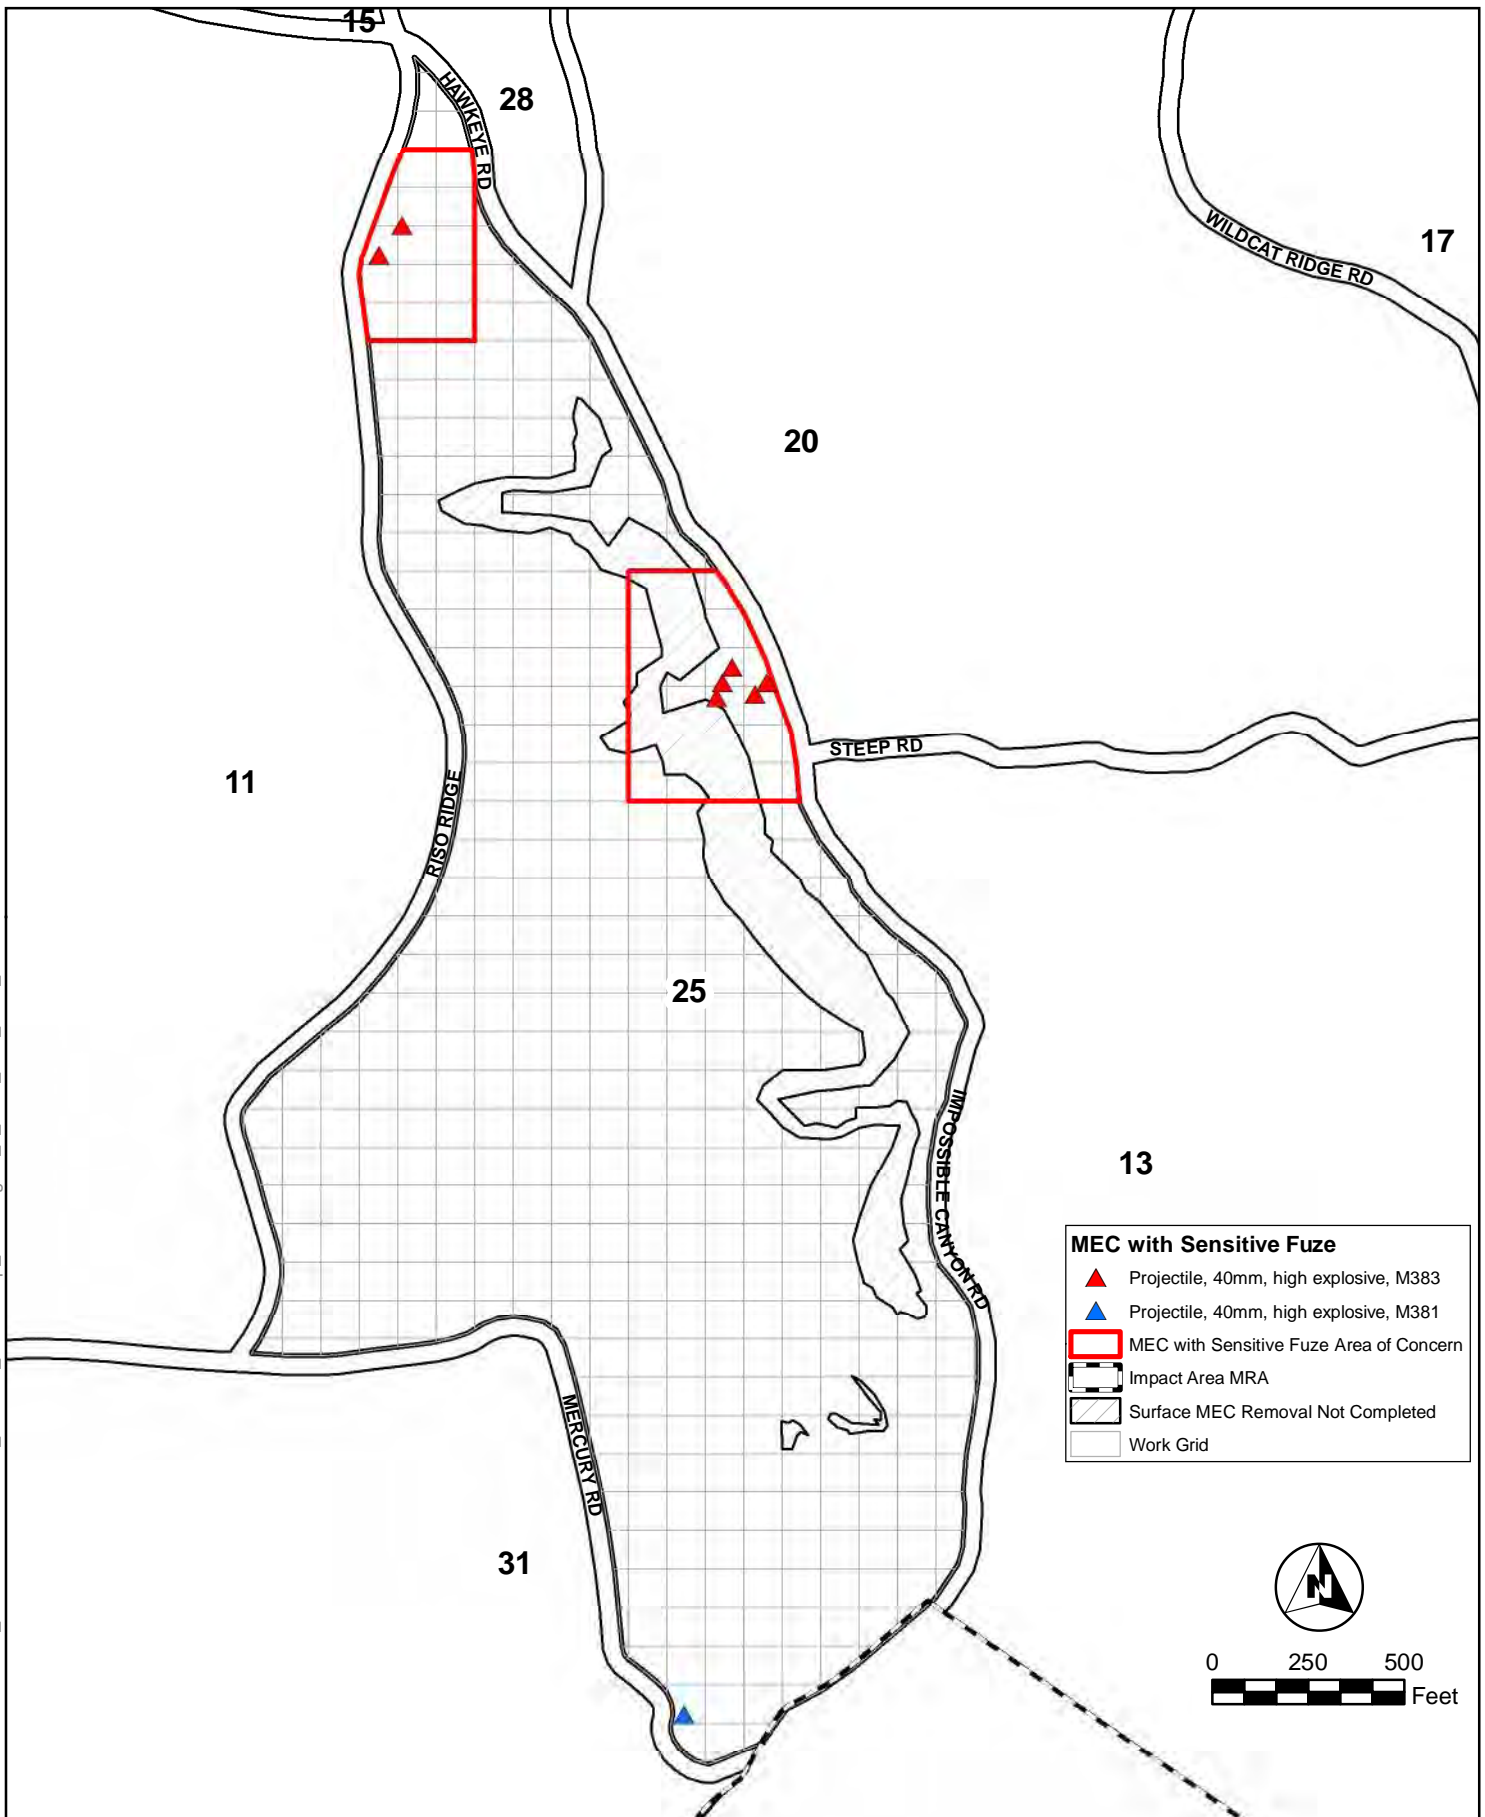 15
HAWKEYE RD
28
WILDCAT RIDGE RD
17
20
STEEP RD
11
RISO RIDGE
25
IMPOSSIBLE CANYON RD
13
MEC with Sensitive Fuze
Projectile, 40mm, high explosive, M383
Projectile, 40mm, high explosive, M381
MEC with Sensitive Fuze Area of Concern
Impact Area MRA
Surface MEC Removal Not Completed
Work Grid
MERCURY RD
31
N
0 250 500
Feet